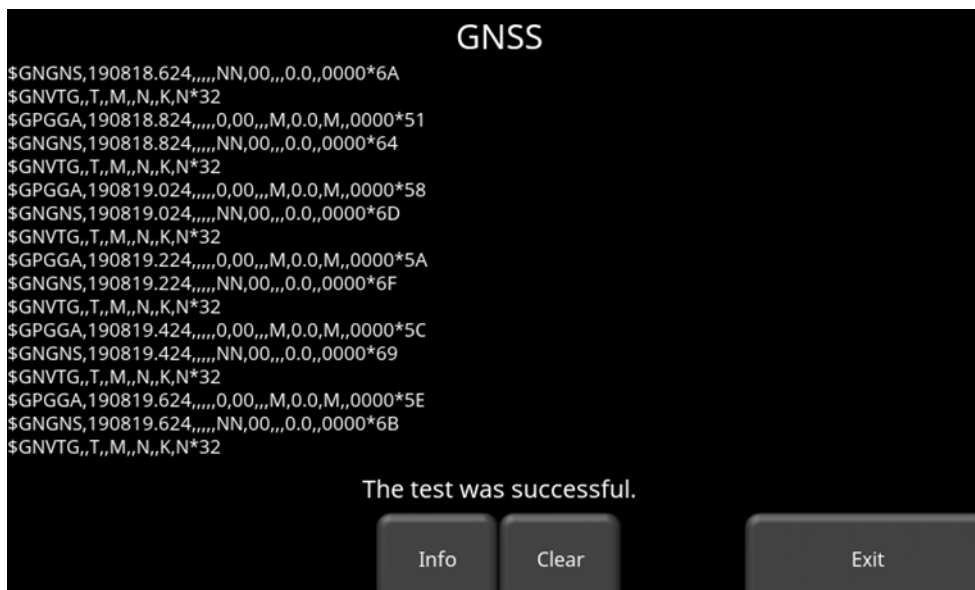 GNSS
$GNGNS,190818.624,,,,,NN,00,,,0.0,,0000*6A
$GNVTG,,T,,M,,N,,K,N*32
$GPGGA,190818.824,,,,,0,00,,,M,0.0,M,,0000*51
$GNGNS,190818.824,,,,,NN,00,,,0.0,,0000*64
$GNVTG,,T,,M,,N,,K,N*32
$GPGGA,190819.024,,,,,0,00,,,M,0.0,M,,0000*58
$GNGNS,190819.024,,,,,NN,00,,,0.0,,0000*6D
$GNVTG,,T,,M,,N,,K,N*32
$GPGGA,190819.224,,,,,0,00,,,M,0.0,M,,0000*5A
$GNGNS,190819.224,,,,,NN,00,,,0.0,,0000*6F
$GNVTG,,T,,M,,N,,K,N*32
$GPGGA,190819.424,,,,,0,00,,,M,0.0,M,,0000*5C
$GNGNS,190819.424,,,,,NN,00,,,0.0,,0000*69
$GNVTG,,T,,M,,N,,K,N*32
$GPGGA,190819.624,,,,,0,00,,,M,0.0,M,,0000*5E
$GNGNS,190819.624,,,,,NN,00,,,0.0,,0000*6B
$GNVTG,,T,,M,,N,,K,N*32
The test was successful.
Info Clear Exit